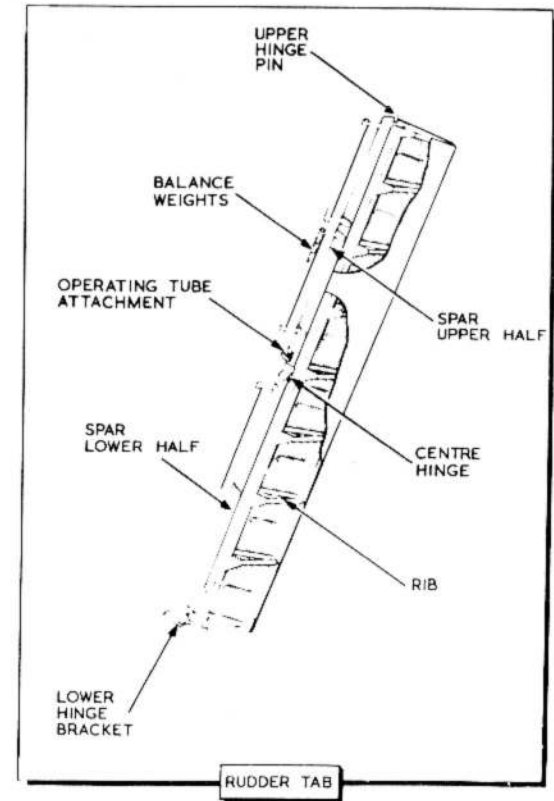 UPPER
HINGE
PIN
BALANCE
WEIGHTS
OPERATING TUBE
ATTACHMENT
SPAR
UPPER HALF
SPAR
LOWER HALF
CENTRE
HINGE
RIB
LOWER
HINGE
BRACKET
RUDDER TAB